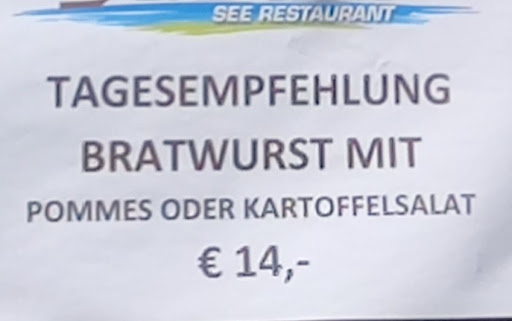 SEE RESTAURANT
TAGESEMPFEHLUNG
BRATWURST MIT
POMMES ODER KARTOFFELSALAT
€ 14,-